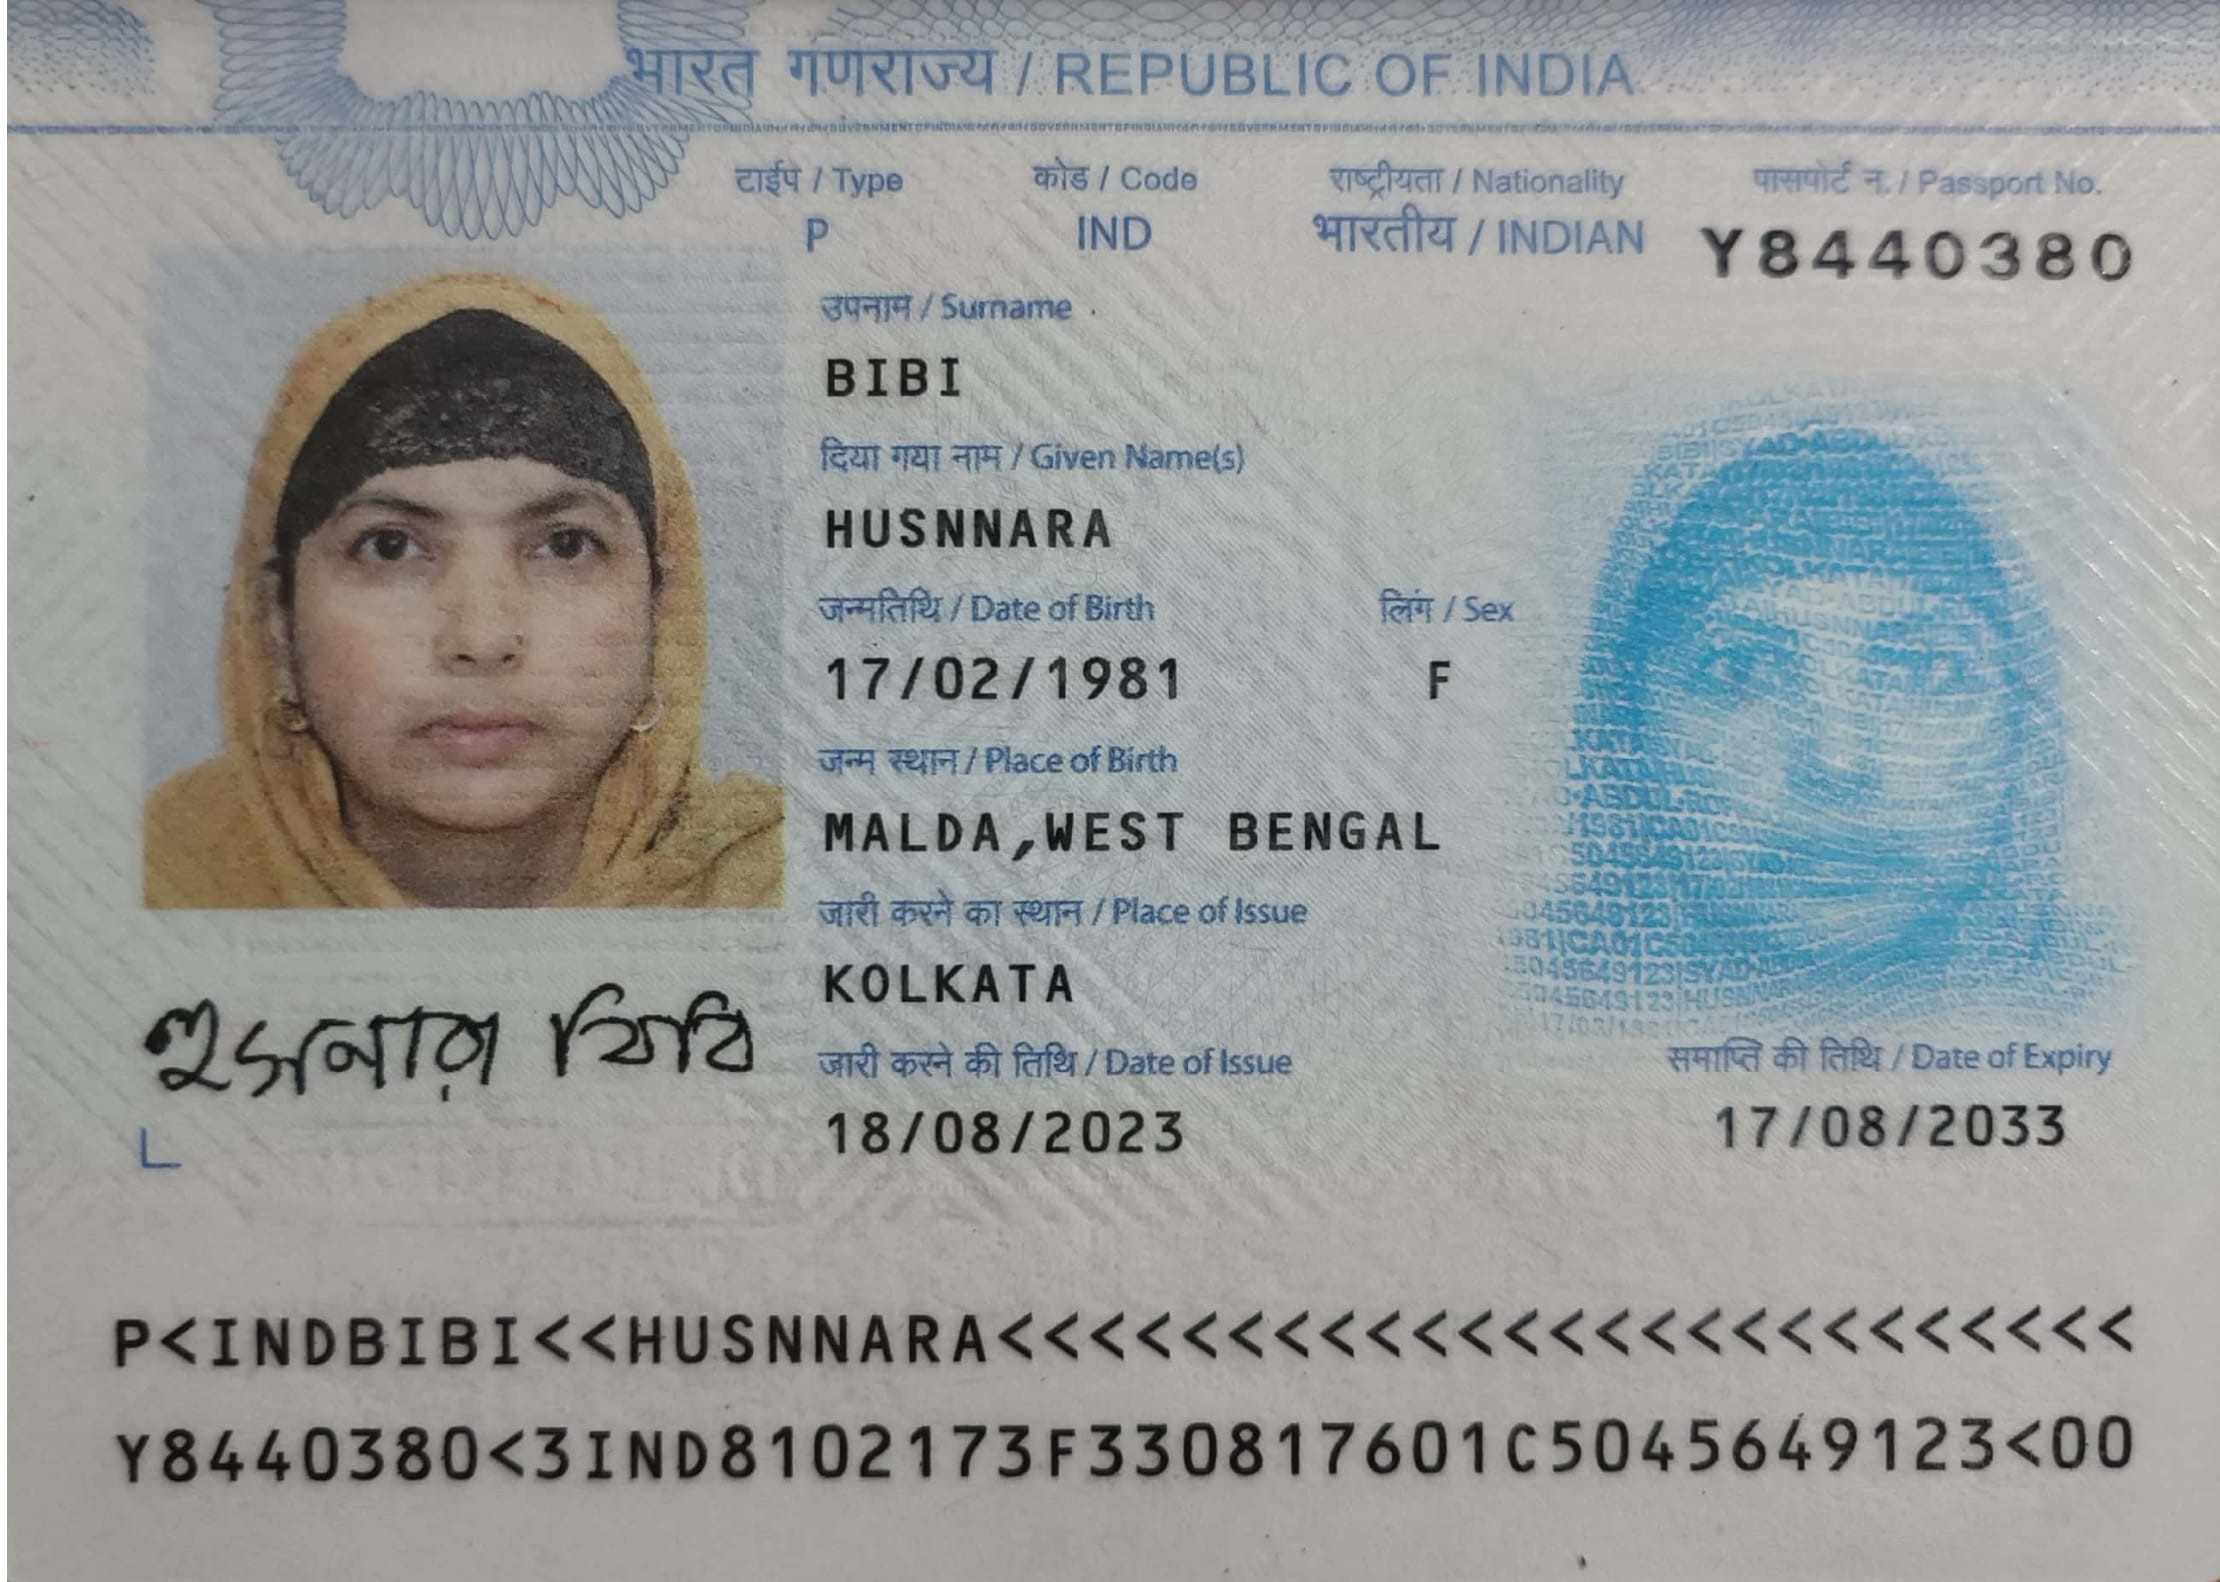 भारत गणराज्य / REPUBLIC OF INDIA
टाईप / Type कोड / Code राष्ट्रीयता / Nationality पासपोर्ट न. / Passport No.
P IND भारतीय / INDIAN Y8440380
उपनाम / Surname
BIBI
दिया गया नाम / Given Name(s)
HUSNNARA
जन्मतिथि / Date of Birth लिंग / Sex
17/02/1981 F
जन्म स्थान / Place of Birth
MALDA,WEST BENGAL
जारी करने का स्थान / Place of Issue
KOLKATA
হুসনারা বিবি
जारी करने की तिथि / Date of Issue समाप्ति की तिथि / Date of Expiry
18/08/2023 17/08/2033
L
P<INDBIBI<<HUSNNARA<<<<<<<<<<<<<<<<<<<<<<<<<
Y8440380<3IND8102173F330817601C5045649123<00